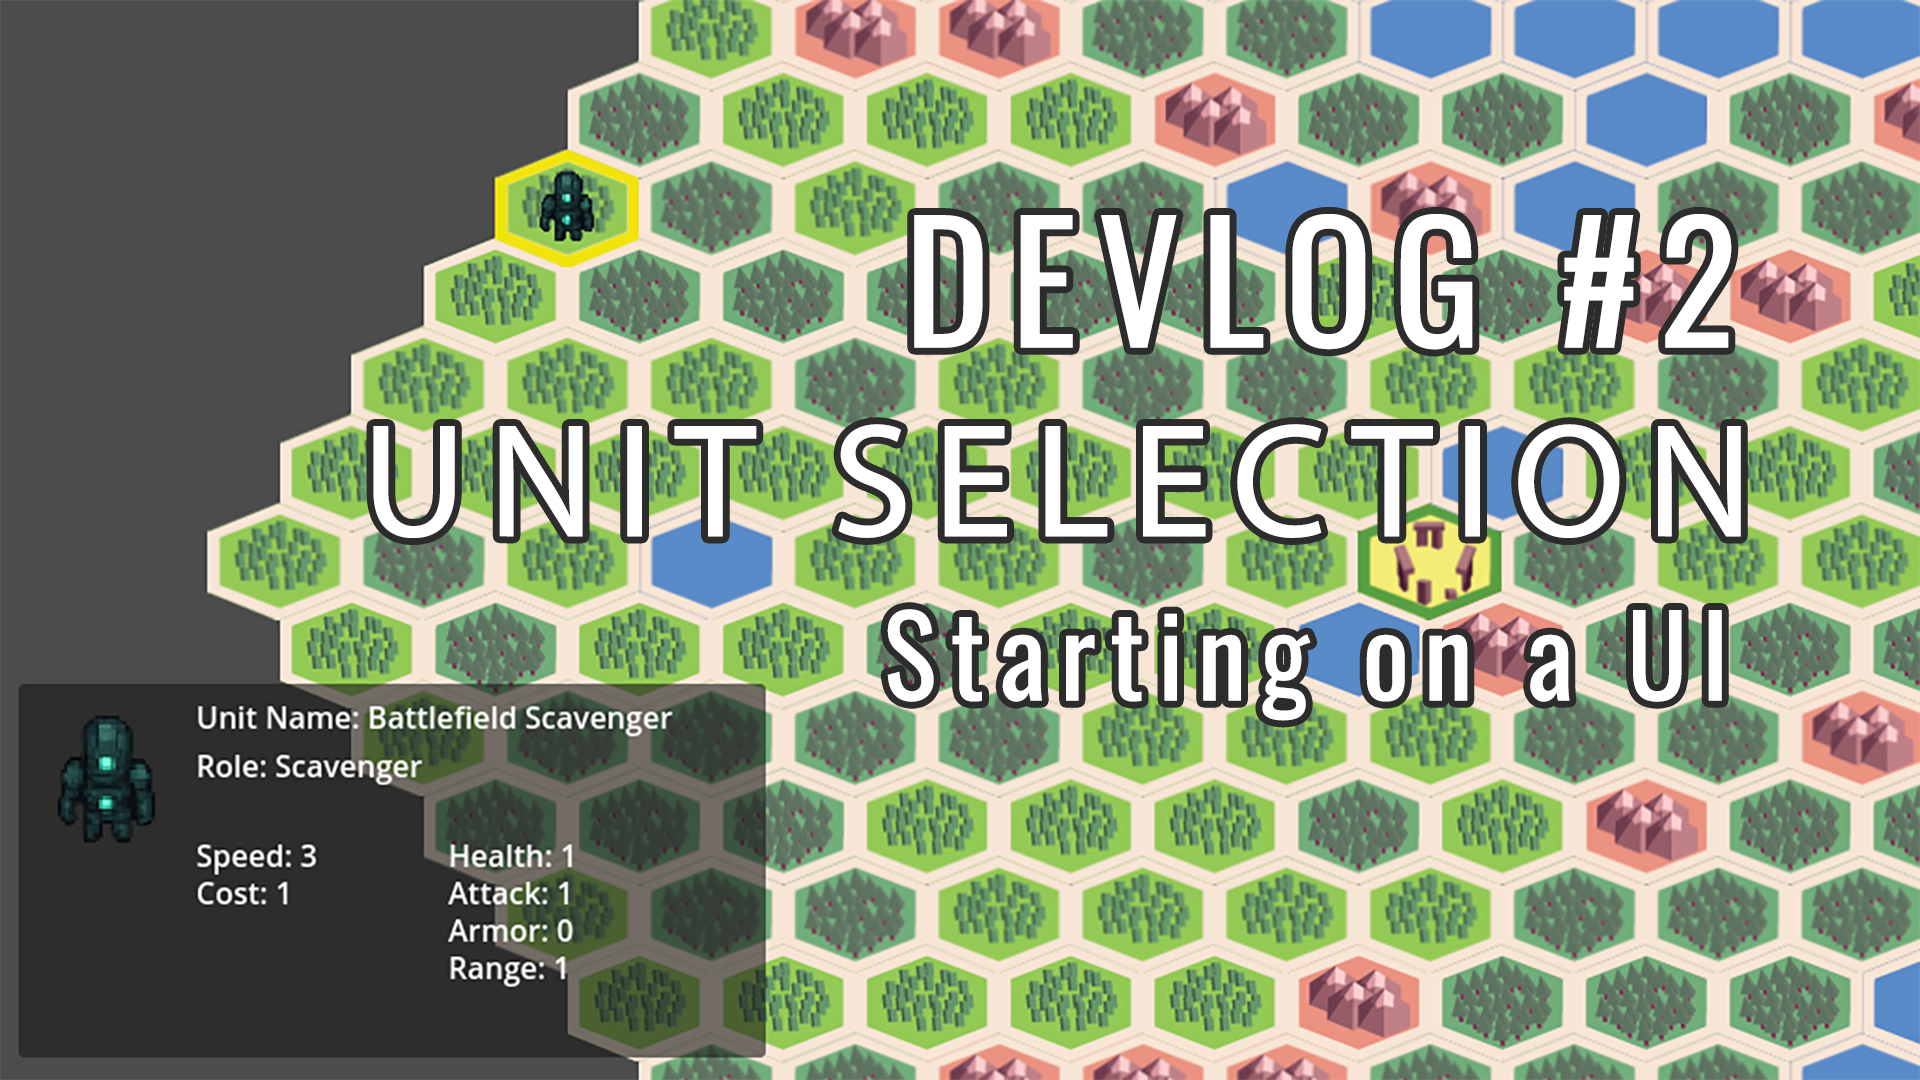 DEVLOG #2
UNIT SELECTION
Starting on a UI
Unit Name: Battlefield Scavenger
Role: Scavenger
Speed: 3
Cost: 1
Health: 1
Attack: 1
Armor: 0
Range: 1